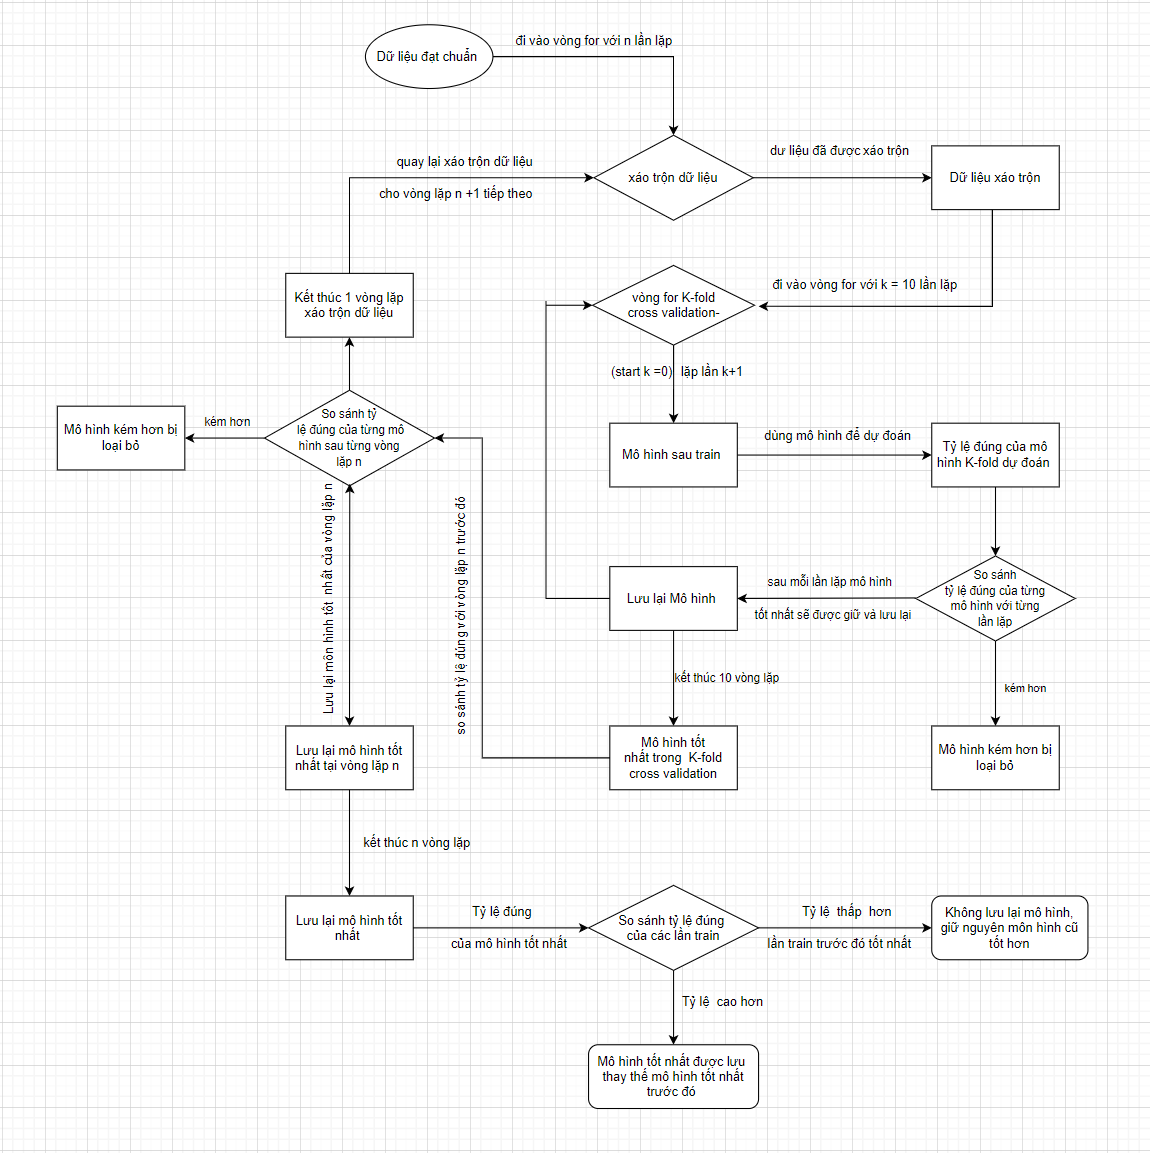 Dữ liệu đạt chuẩn
đi vào vòng for với n lần lặp
xáo trộn dữ liệu
dư liệu đã được xáo trộn
Dữ liệu xáo trộn
quay lại xáo trộn dữ liệu
cho vòng lặp n +1 tiếp theo
Kết thúc 1 vòng lặp
xáo trộn dữ liệu
vòng for K-fold
cross validation-
đi vào vòng for với k = 10 lần lặp
(start k =0) lặp lần k+1
Mô hình kém hơn bị
loại bỏ
kém hơn
So sánh tỷ
lệ đúng của từng mô
hình sau từng vòng
lặp n
Mô hình sau train
dùng mô hình để dự đoán
Tỷ lệ đúng của mô
hình K-fold dự đoán
Lưu lại môn hình tốt nhất của vòng lặp n
so sánh tỷ lệ đúng với vòng lặp n trước đó
Lưu lại Mô hình
sau mỗi lần lặp mô hình
tốt nhất sẽ được giữ và lưu lại
So sánh
tỷ lệ đúng của từng
mô hình với từng
lần lặp
kết thúc 10 vòng lặp
kém hơn
Lưu lại mô hình tốt
nhất tại vòng lặp n
Mô hình tốt
nhất trong K-fold
cross validation
Mô hình kém hơn bị
loại bỏ
kết thúc n vòng lặp
Lưu lại mô hình tốt
nhất
Tỷ lệ đúng
của mô hình tốt nhất
So sánh tỷ lệ đúng
của các lần train
Tỷ lệ thấp hơn
lần train trước đó tốt nhất
Không lưu lại mô hình,
giữ nguyên môn hình cũ
tốt hơn
Tỷ lệ cao hơn
Mô hình tốt nhất được lưu
thay thế mô hình tốt nhất
trước đó